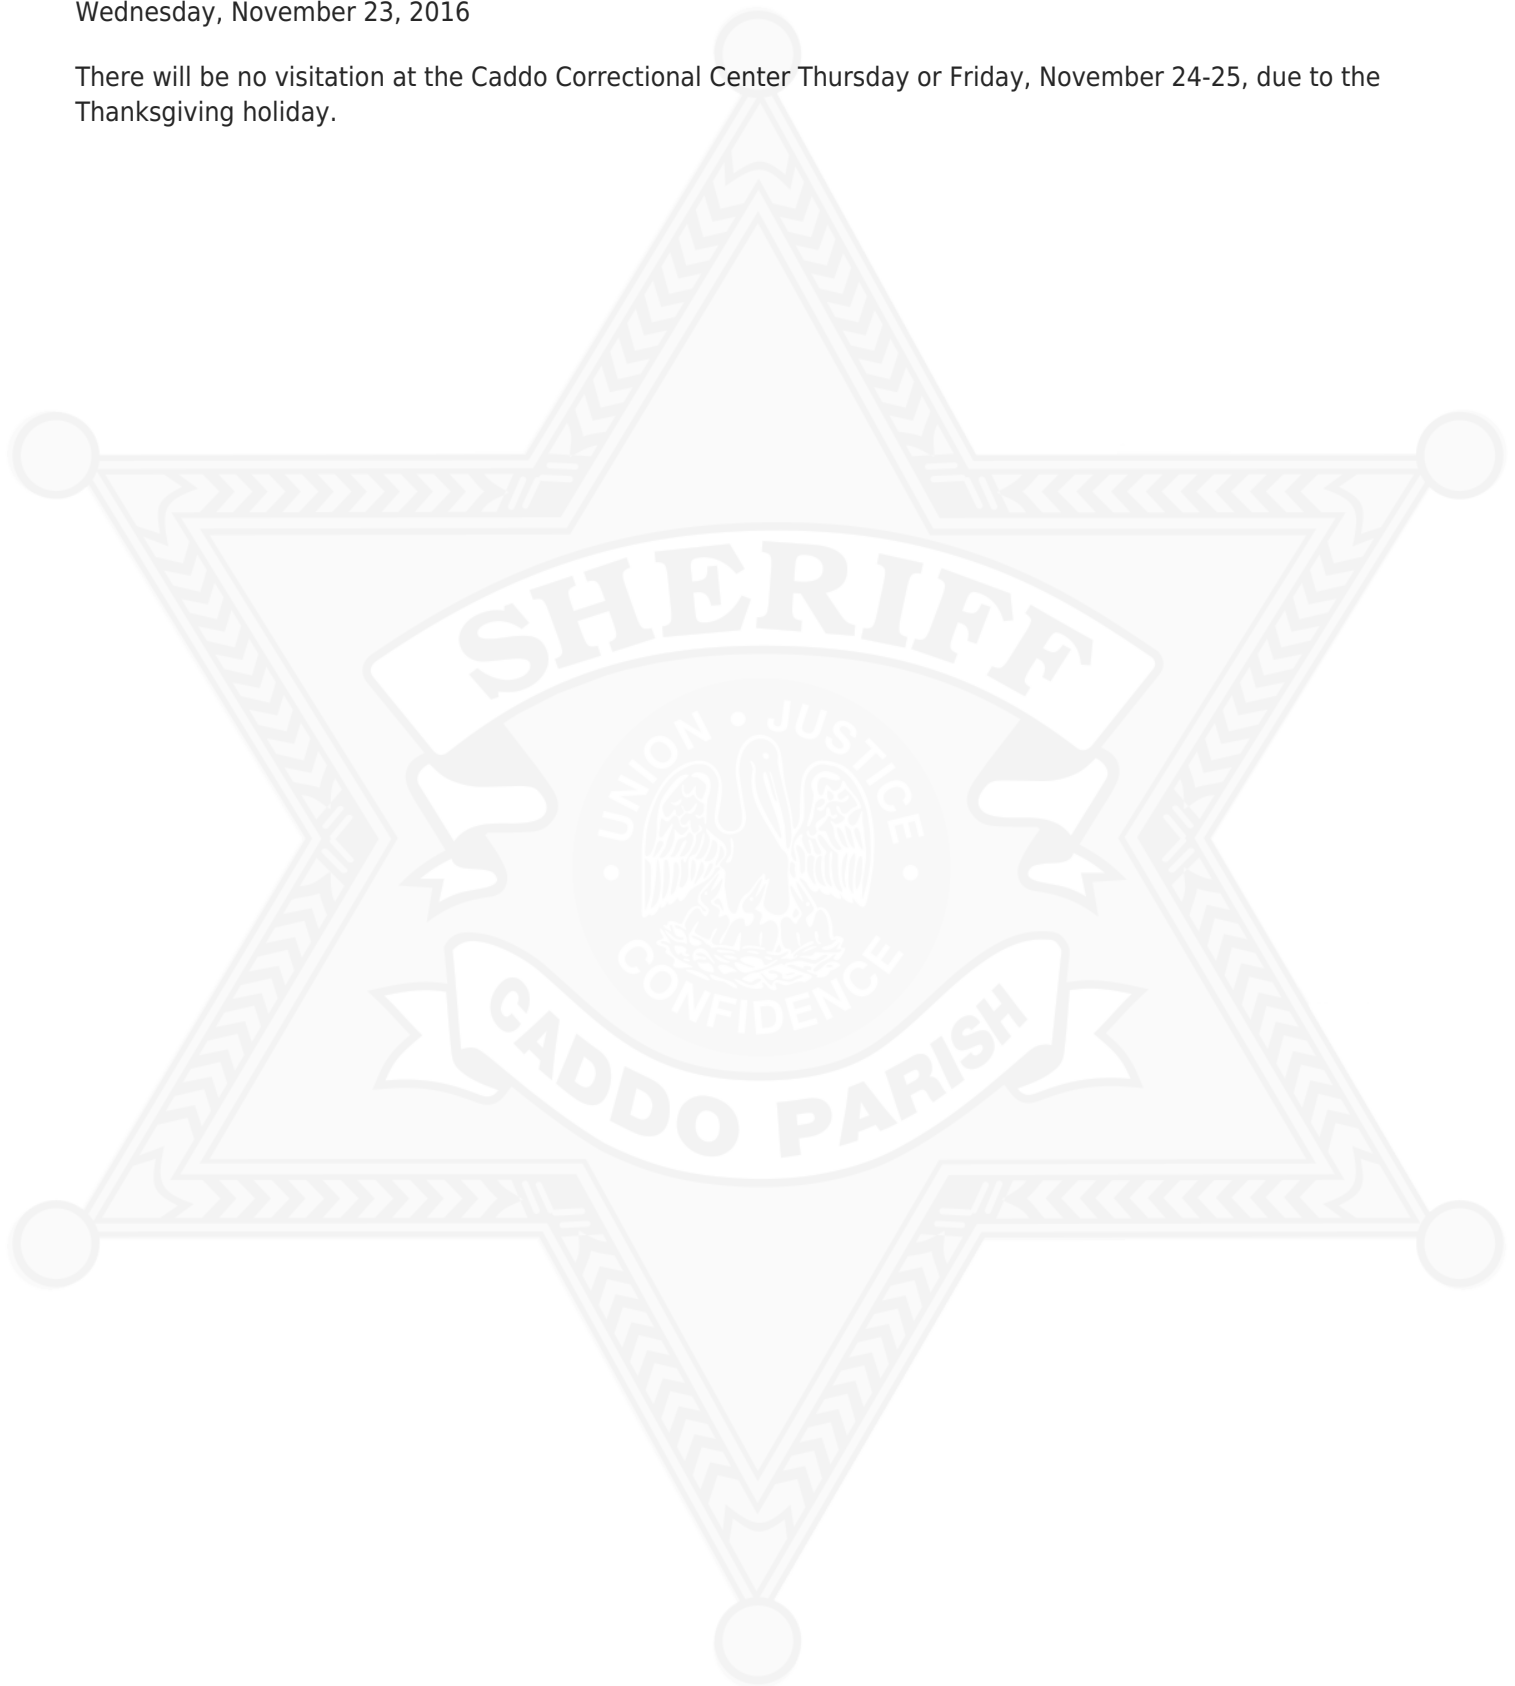 Wednesday, November 23, 2016
There will be no visitation at the Caddo Correctional Center Thursday or Friday, November 24-25, due to the
Thanksgiving holiday.
SHERIFF
UNION • JUSTICE
• CONFIDENCE •
CADDO PARISH